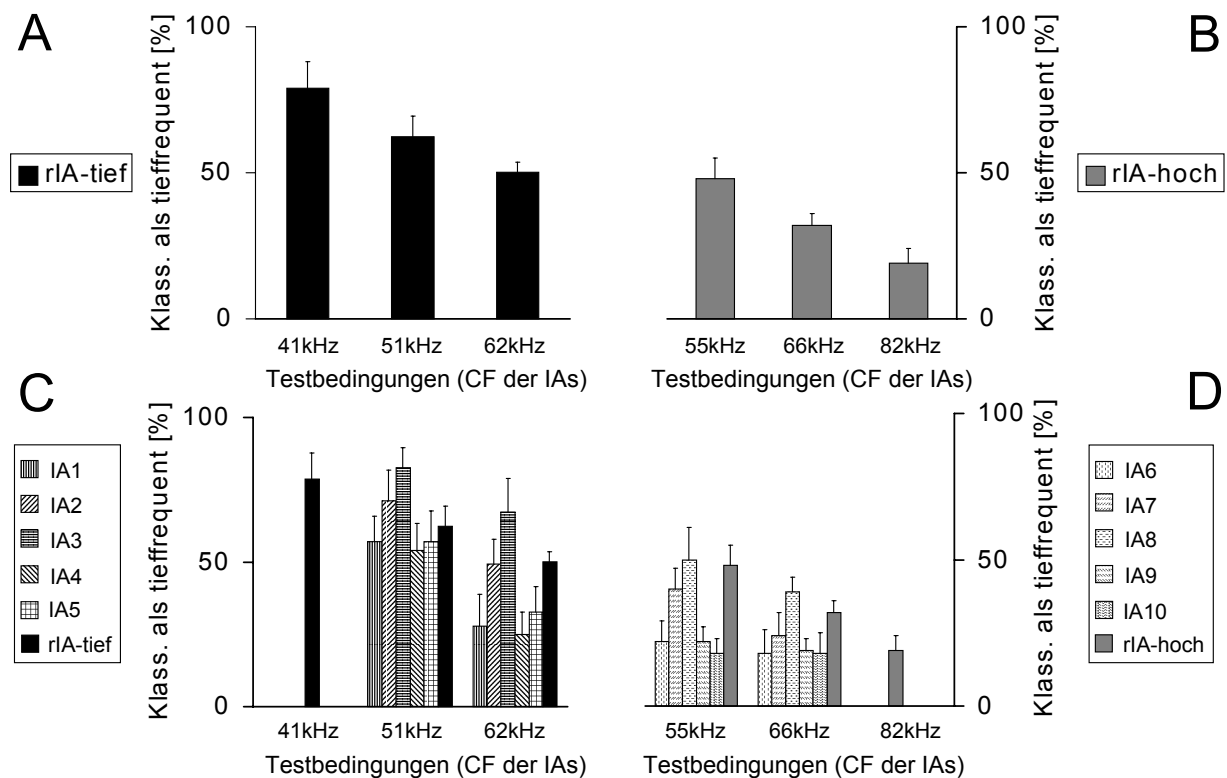 A
B
Klass. als tieffrequent [%]
100
50
0
rIA-tief
41kHz 51kHz 62kHz
Testbedingungen (CF der IAs)
100
50
0
Klass. als tieffrequent [%]
rIA-hoch
55kHz 66kHz 82kHz
Testbedingungen (CF der IAs)
C
D
IA1
IA2
IA3
IA4
IA5
rIA-tief
Klass. als tieffrequent [%]
100
50
0
41kHz 51kHz 62kHz
Testbedingungen (CF der IAs)
100
50
0
Klass. als tieffrequent [%]
IA6
IA7
IA8
IA9
IA10
rIA-hoch
55kHz 66kHz 82kHz
Testbedingungen (CF der IAs)